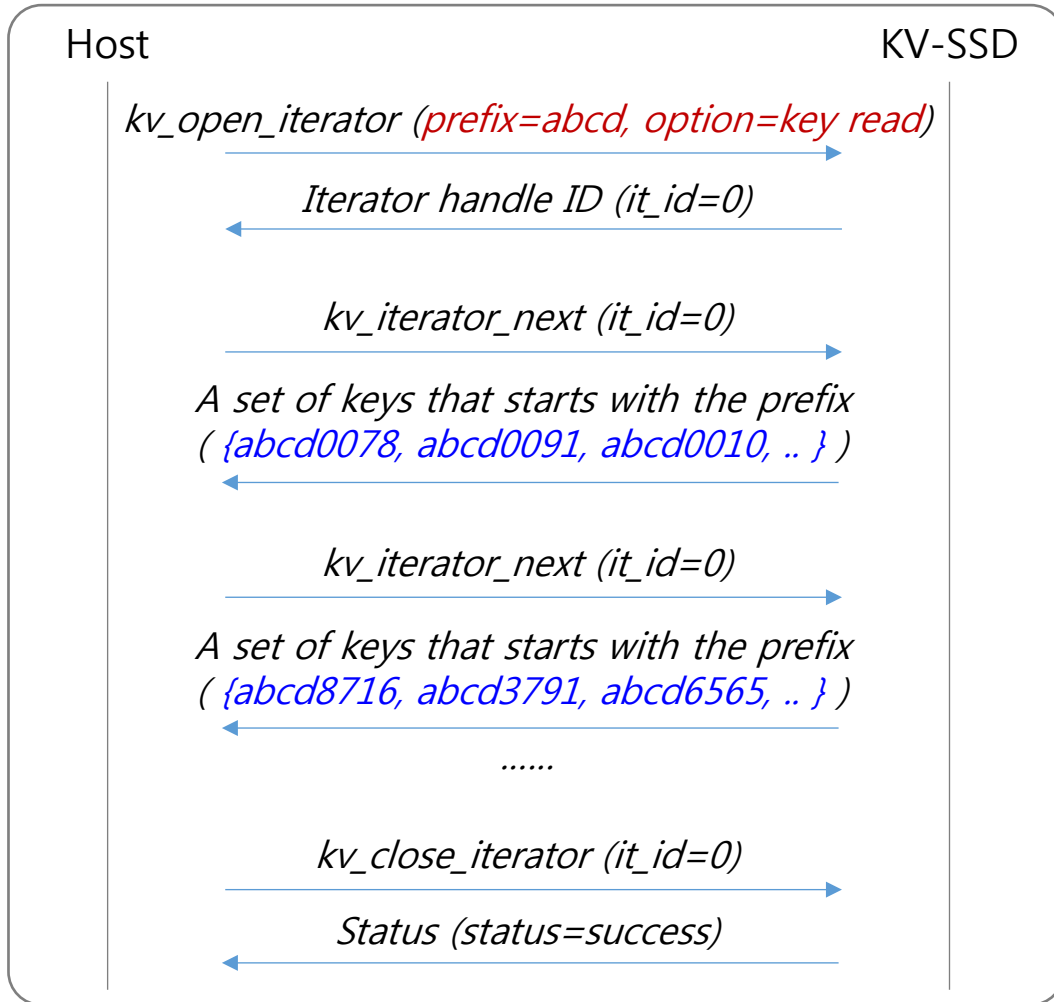 Host
KV-SSD
kv_open_iterator (prefix=abcd, option=key read)
Iterator handle ID (it_id=0)
kv_iterator_next (it_id=0)
A set of keys that starts with the prefix
( {abcd0078, abcd0091, abcd0010, .. } )
kv_iterator_next (it_id=0)
A set of keys that starts with the prefix
( {abcd8716, abcd3791, abcd6565, .. } )
......
kv_close_iterator (it_id=0)
Status (status=success)